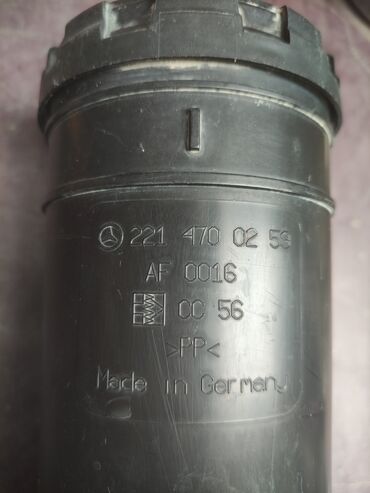 221 470 02 59
AF 0016
CC 56
>PP<
Made in Germany